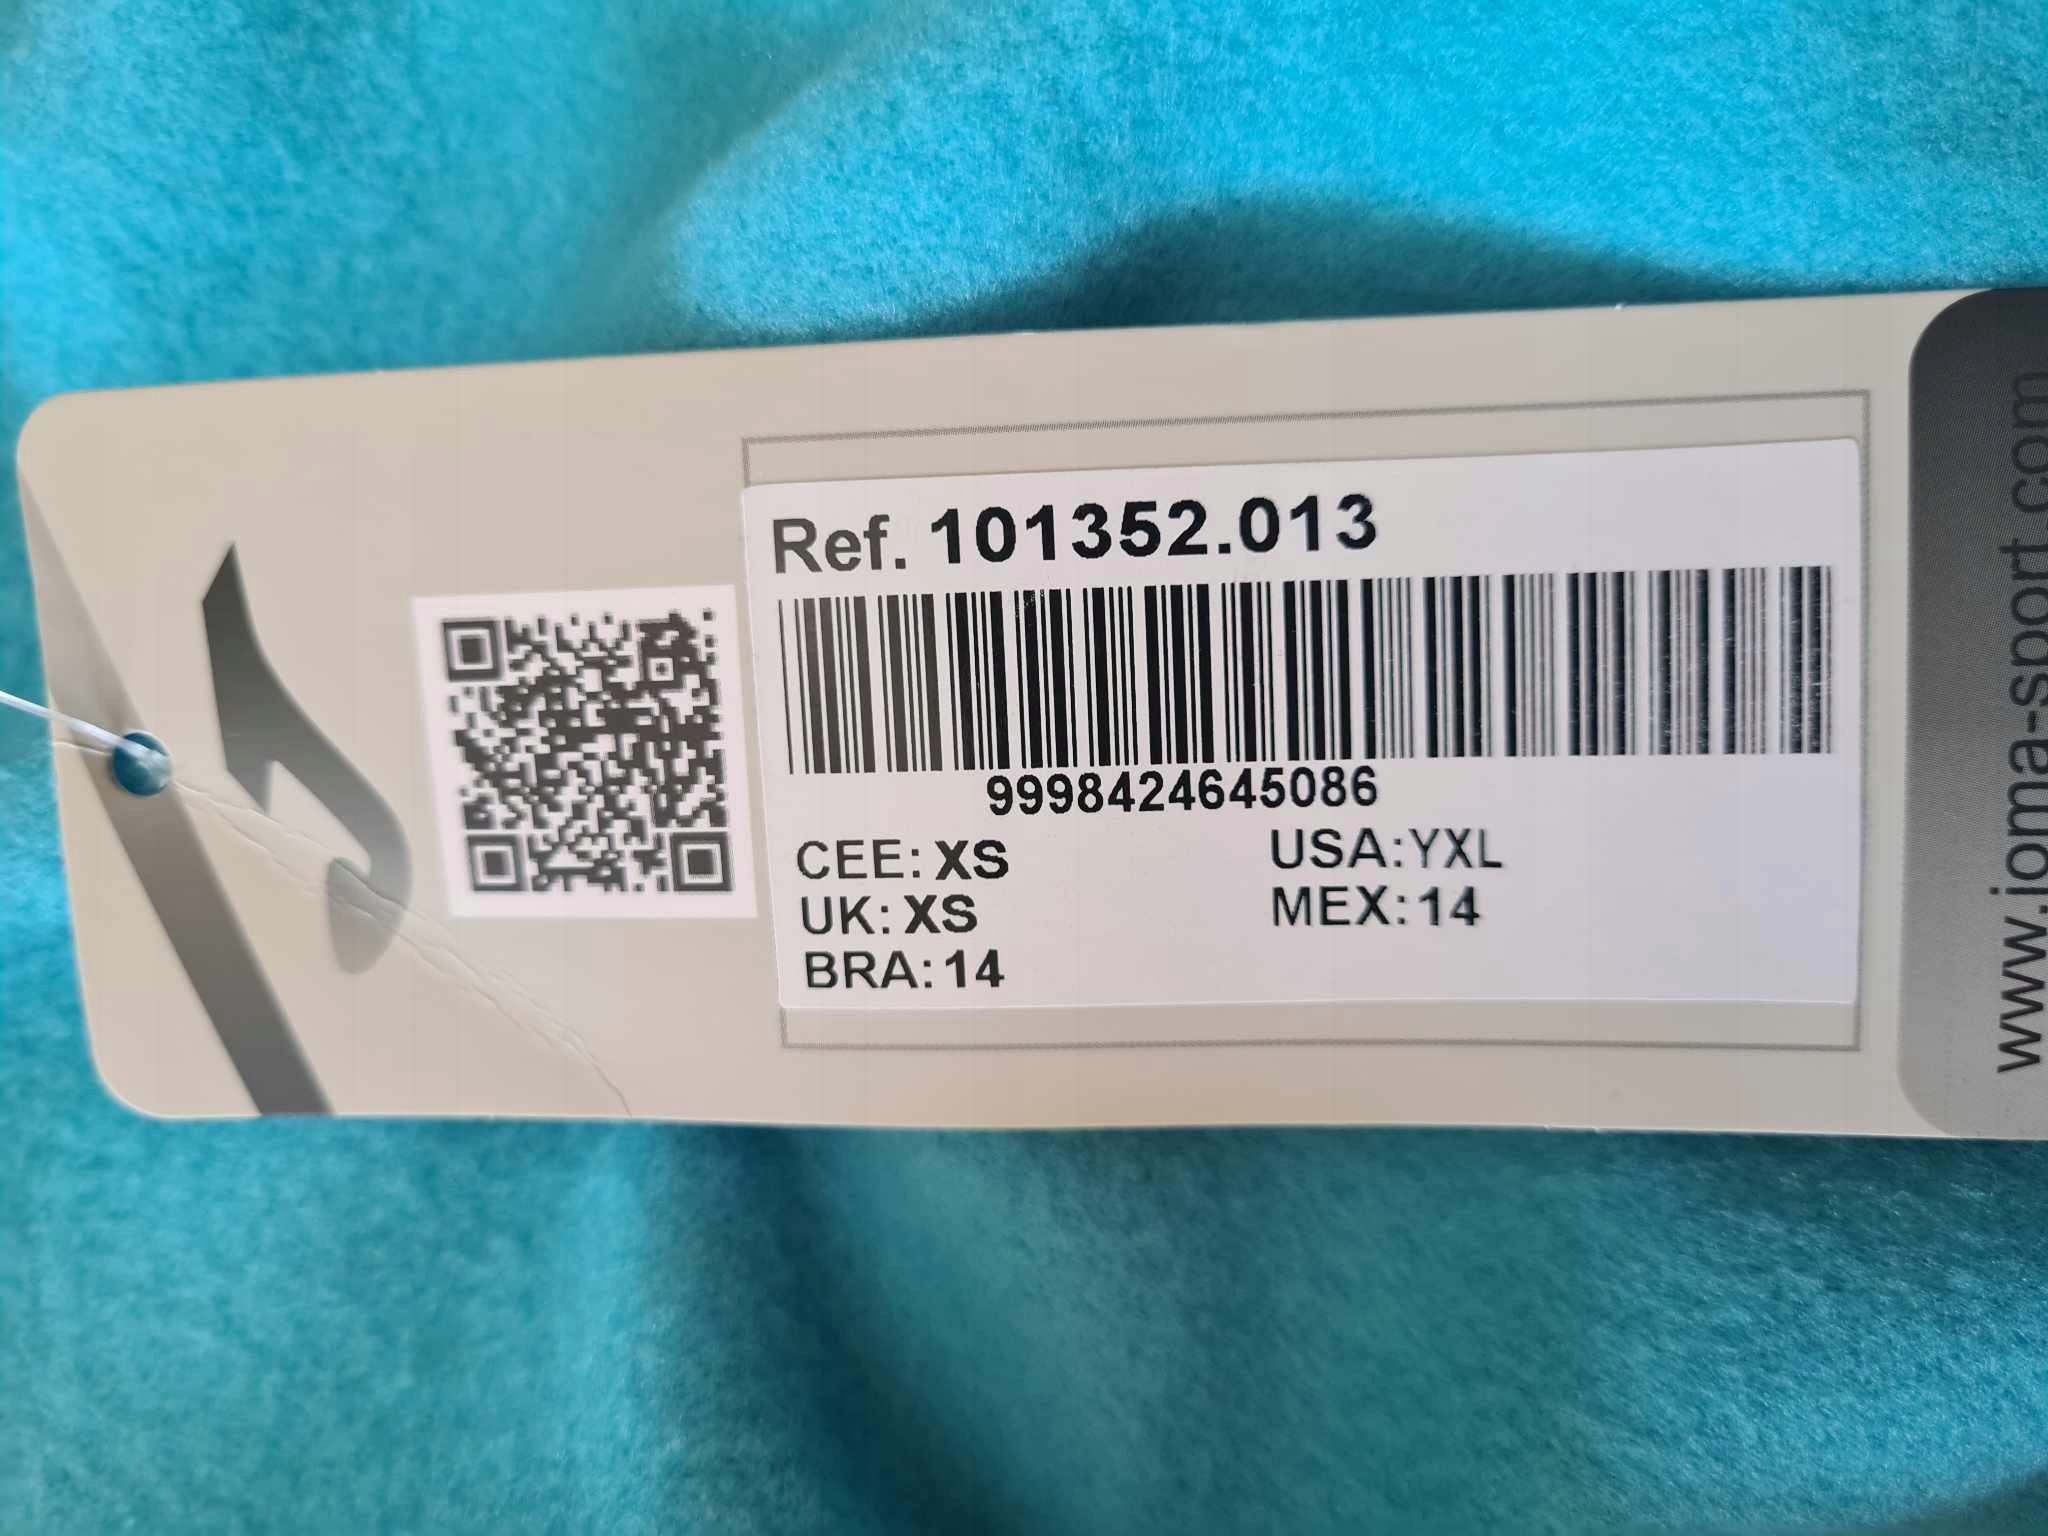 Ref. 101352.013
9998424645086
CEE: XS
USA:YXL
UK: XS
MEX:14
BRA:14
www.joma-sport.com